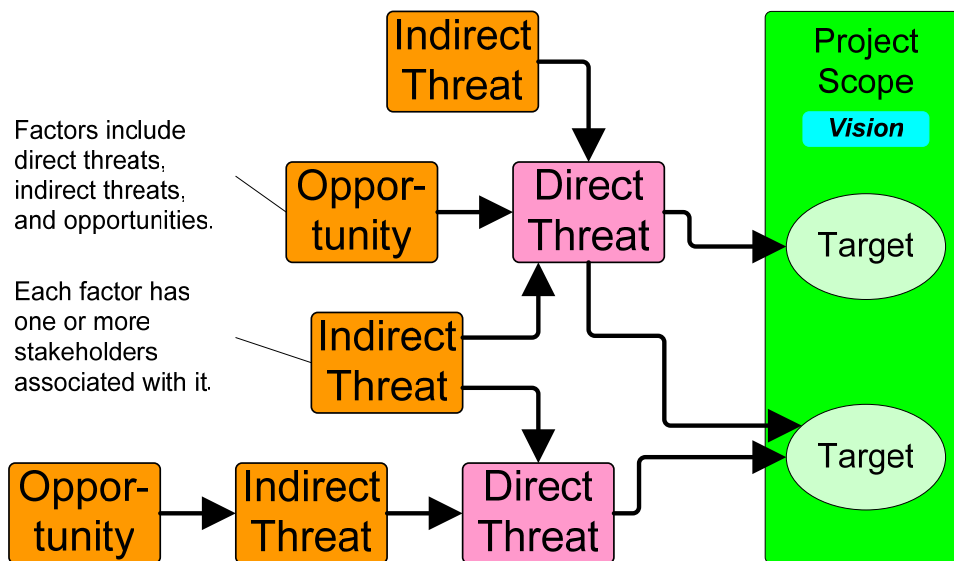 Indirect
Threat
Project
Scope
Vision
Factors include
direct threats,
indirect threats,
and opportunities.
Oppor-
tunity
Direct
Threat
Target
Each factor has
one or more
stakeholders
associated with it.
Indirect
Threat
Target
Oppor-
tunity
Indirect
Threat
Direct
Threat